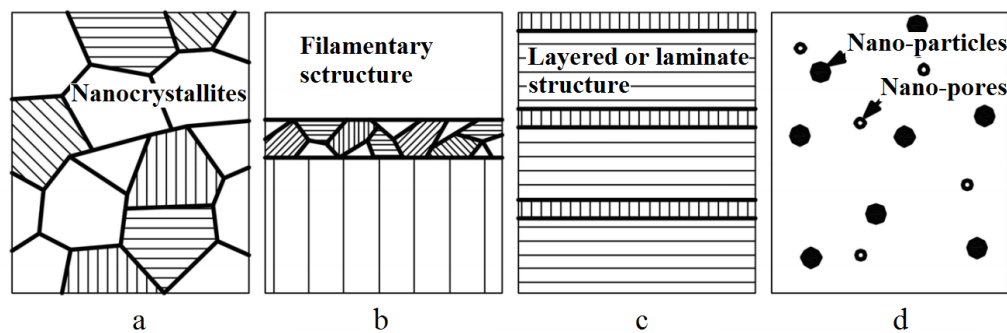 Nanocrystallites
Filamentary
sctructure
Layered or laminate
structure
Nano-particles
Nano-pores
a
b
c
d